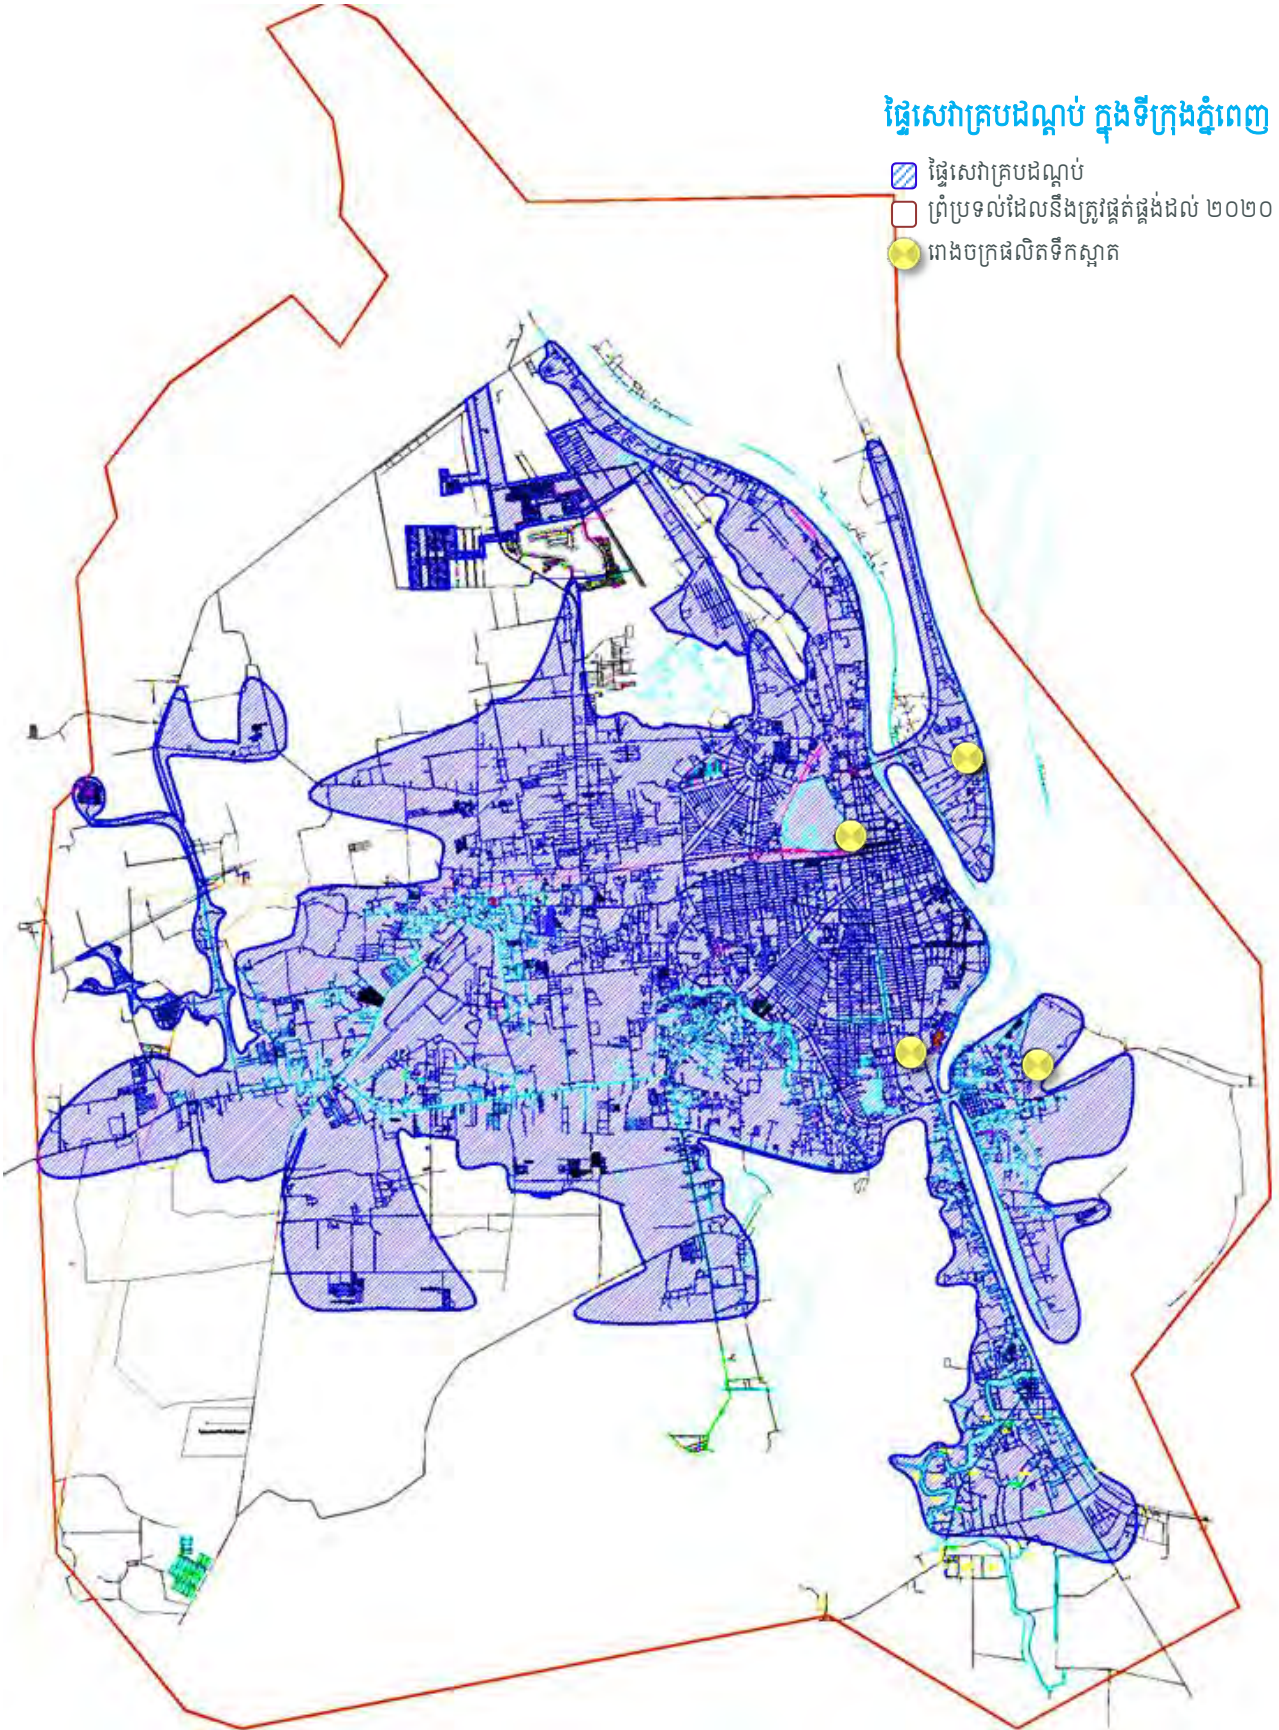 ផ្ទៃសេវាគ្របដណ្តប់ ក្នុងទីក្រុងភ្នំពេញ
ផ្ទៃសេវាគ្របដណ្តប់
ព្រំប្រទល់ដែលនឹងត្រូវផ្គត់ផ្គង់ដល់ ២០២០
រោងចក្រផលិតទឹកស្អាត